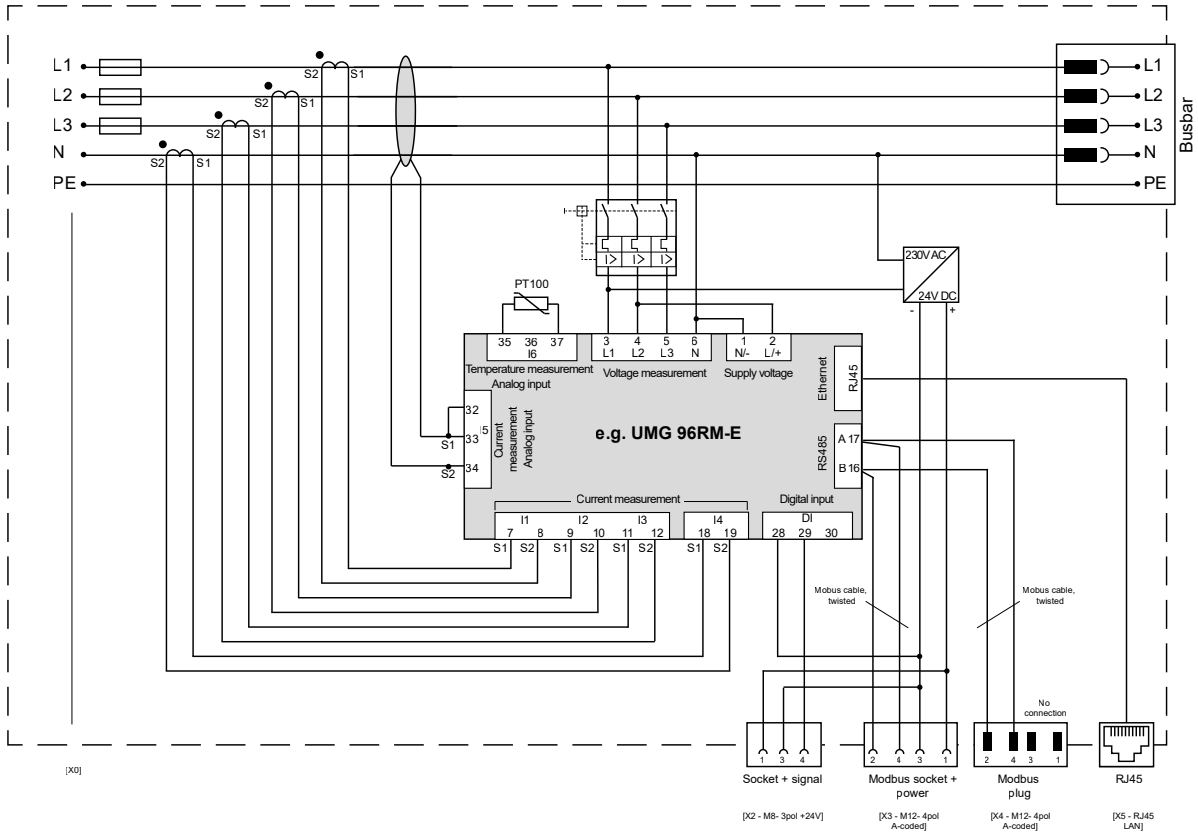 L1
L2
L3
N
PE
S2 S1
S2 S1
S2 S1
S2 S1
L1
L2
L3
N
PE
Busbar
I> I> I>
230V AC
24V DC
- +
PT100
35 36 37
I6
Temperature measurement
Analog input
3 4 5 6
L1 L2 L3 N
Voltage measurement
1 2
N/- L/+
Supply voltage
Ethernet
RJ45
32
33
34
I5
S1
S2
Current
measurement
Analog input
e.g. UMG 96RM-E
RS485
A 17
B 16
Current measurement
I1 I2 I3
7 8 9 10 11 12
I4
18 19
S1 S2 S1 S2 S1 S2 S1 S2
Digital input
DI
28 29 30
Mobus cable,
twisted
Mobus cable,
twisted
No
connection
1 3 4
2 4 3 1
2 4 3 1
Socket + signal
Modbus socket +
power
Modbus
plug
RJ45
[X0]
[X2 - M8- 3pol +24V]
[X3 - M12- 4pol
A-coded]
[X4 - M12- 4pol
A-coded]
[X5 - RJ45
LAN]